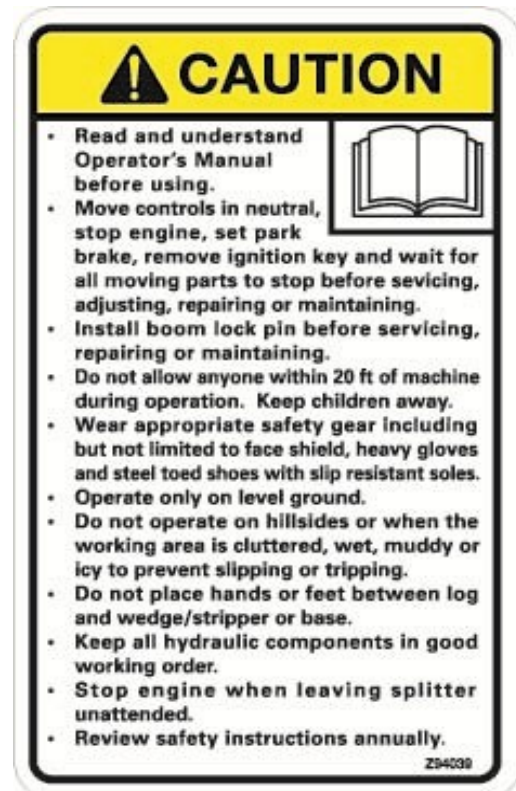 CAUTION
• Read and understand
Operator's Manual
before using.
• Move controls in neutral,
stop engine, set park
brake, remove ignition key and wait for
all moving parts to stop before sevicing,
adjusting, repairing or maintaining.
• Install boom lock pin before servicing,
repairing or maintaining.
• Do not allow anyone within 20 ft of machine
during operation. Keep children away.
• Wear appropriate safety gear including
but not limited to face shield, heavy gloves
and steel toed shoes with slip resistant soles.
• Operate only on level ground.
• Do not operate on hillsides or when the
working area is cluttered, wet, muddy or
icy to prevent slipping or tripping.
• Do not place hands or feet between log
and wedge/stripper or base.
• Keep all hydraulic components in good
working order.
• Stop engine when leaving splitter
unattended.
• Review safety instructions annually.
Z94039